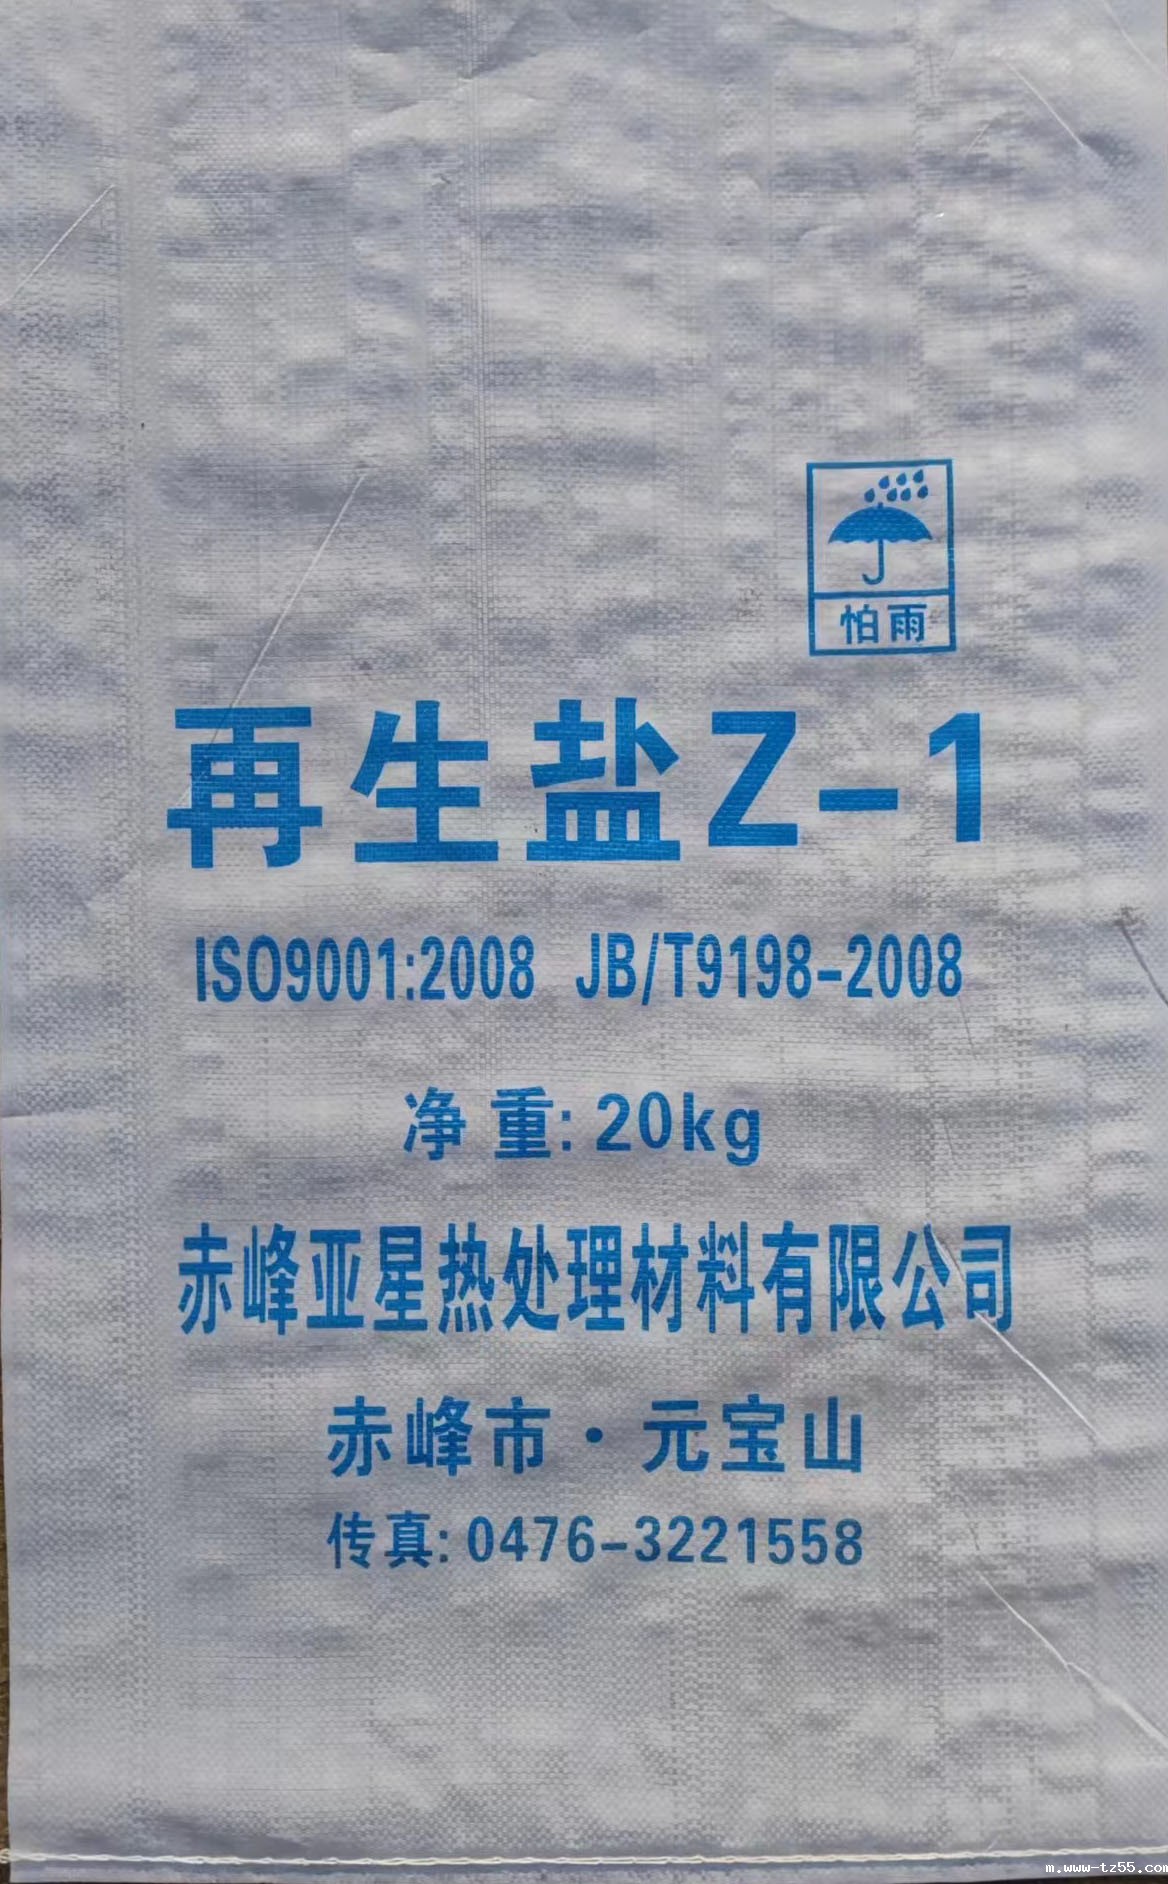 怕雨
再生盐Z-1
ISO9001:2008 JB/T9198-2008
净 重: 20kg
赤峰亚星热处理材料有限公司
赤峰市·元宝山
传真: 0476-3221558
m.www-tz55.com